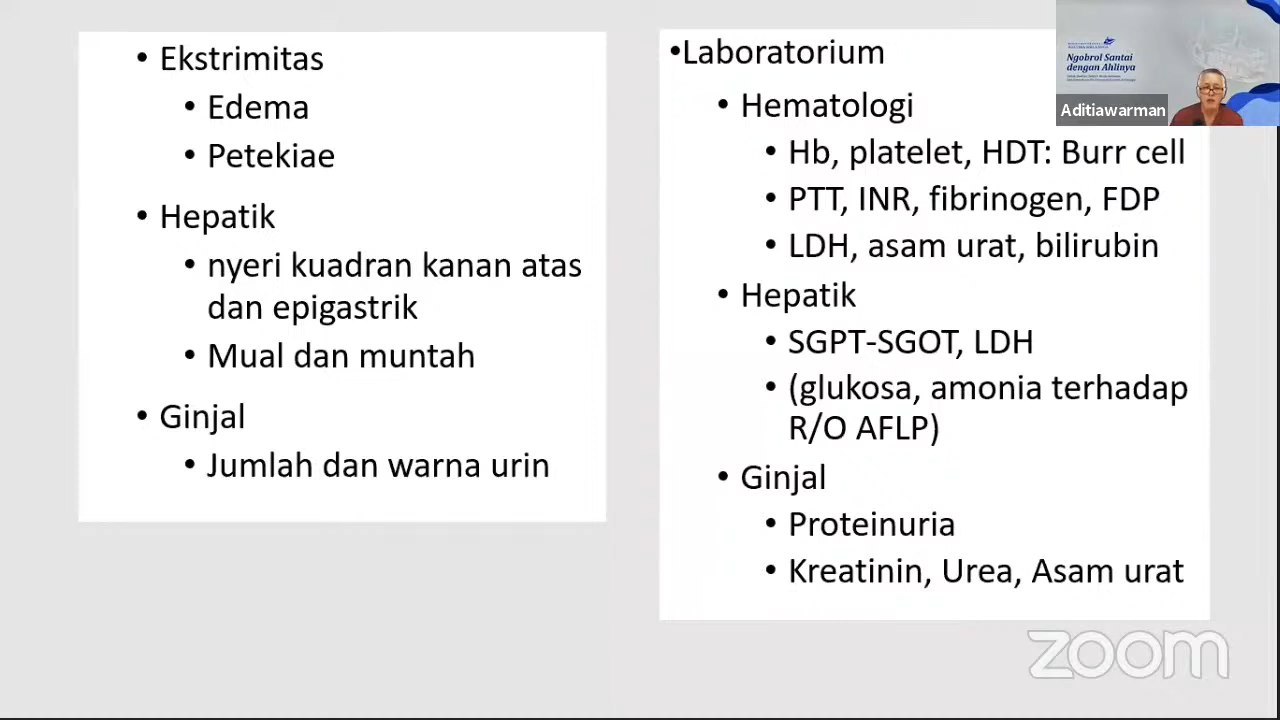 • Ekstrimitas
• Edema
• Petekiae
• Hepatik
• nyeri kuadran kanan atas
dan epigastrik
• Mual dan muntah
• Ginjal
• Jumlah dan warna urin
•Laboratorium
• Hematologi
• Hb, platelet, HDT: Burr cell
• PTT, INR, fibrinogen, FDP
• LDH, asam urat, bilirubin
• Hepatik
• SGPT-SGOT, LDH
• (glukosa, amonia terhadap
R/O AFLP)
• Ginjal
• Proteinuria
• Kreatinin, Urea, Asam urat
Ngobrol Santai
dengan Ahlinya
Aditiawarman
zoom